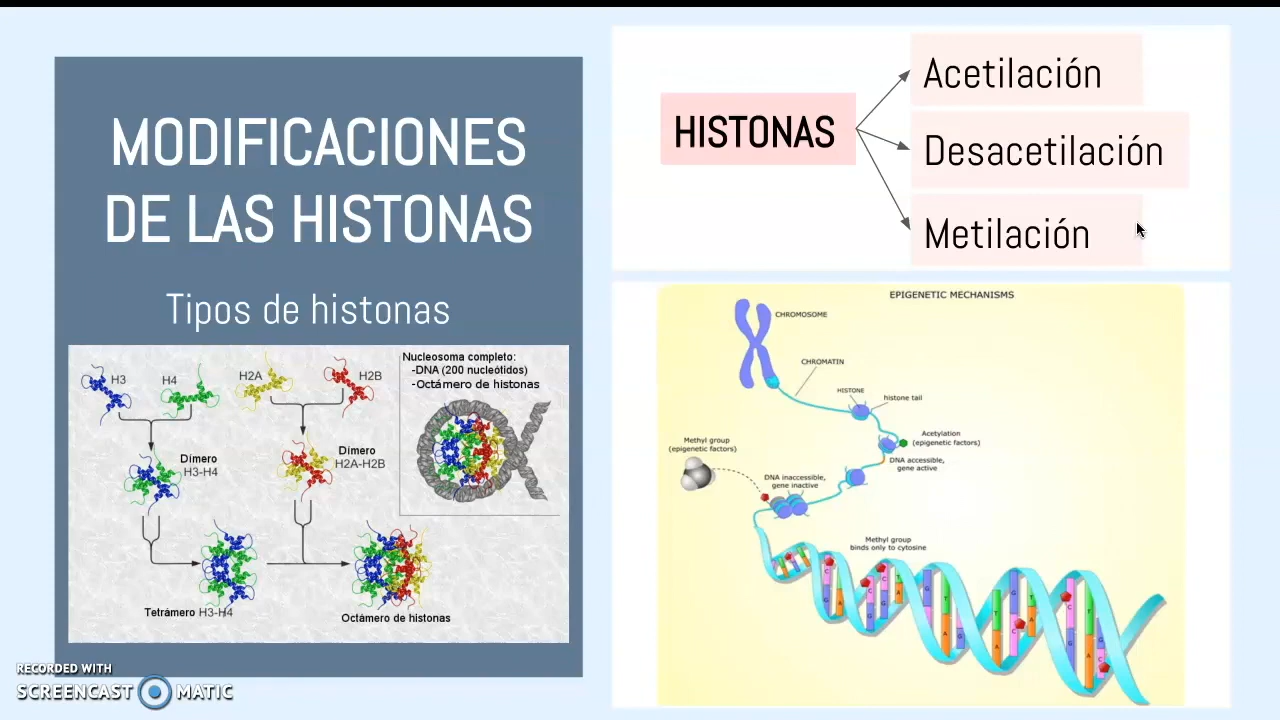 MODIFICACIONES
DE LAS HISTONAS
Tipos de histonas
Nucleosoma completo:
-DNA (200 nucleótidos)
-Octámero de histonas
H3
H4
H2A
H2B
Dímero
H3-H4
Dímero
H2A-H2B
Tetrámero H3-H4
Octámero de histonas
RECORDED WITH
SCREENCAST MATIC
HISTONAS
Acetilación
Desacetilación
Metilación
EPIGENETIC MECHANISMS
CHROMOSOME
CHROMATIN
HISTONE
histone tail
Acetylation
(epigenetic factors)
DNA accessible,
gene active
Methyl group
(epigenetic factors)
DNA inaccessible,
gene inactive
Methyl group
binds only to cytosine